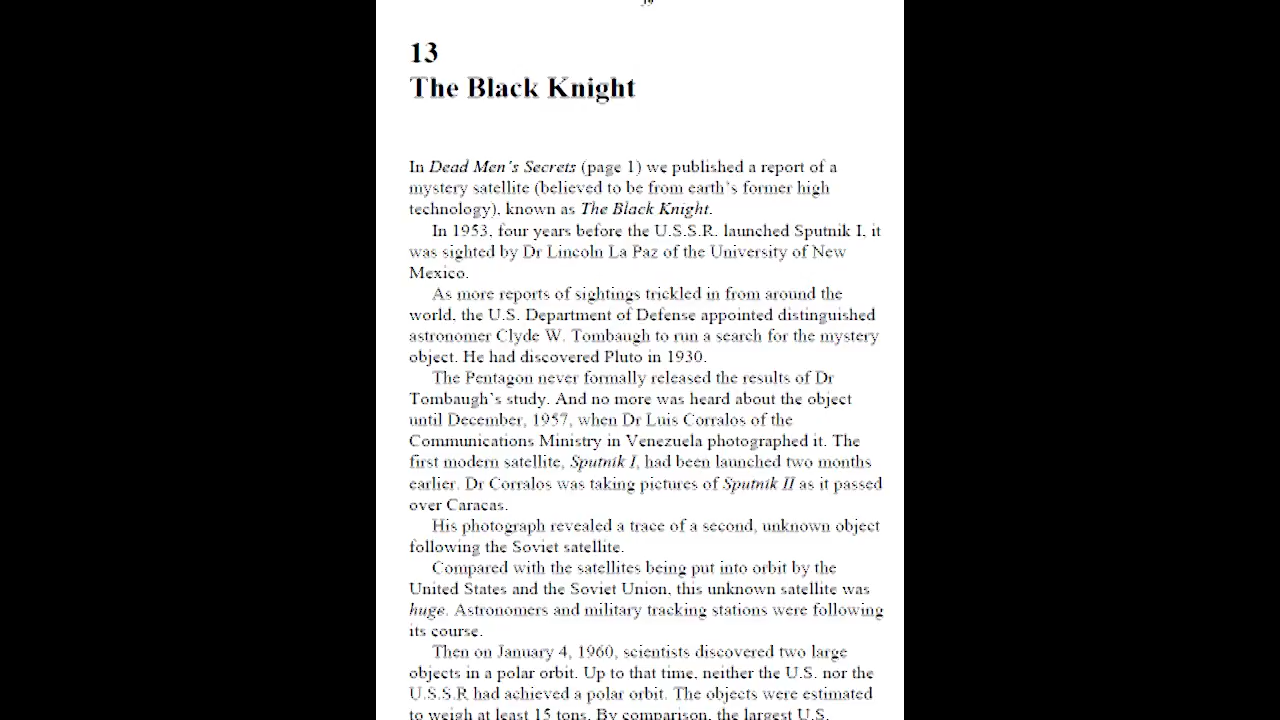 13
The Black Knight
In Dead Men's Secrets (page 1) we published a report of a
mystery satellite (believed to be from earth's former high
technology), known as The Black Knight.
In 1953, four years before the U.S.S.R. launched Sputnik I, it
was sighted by Dr Lincoln La Paz of the University of New
Mexico.
As more reports of sightings trickled in from around the
world, the U.S. Department of Defense appointed distinguished
astronomer Clyde W. Tombaugh to run a search for the mystery
object. He had discovered Pluto in 1930.
The Pentagon never formally released the results of Dr
Tombaugh's study. And no more was heard about the object
until December, 1957, when Dr Luis Corralos of the
Communications Ministry in Venezuela photographed it. The
first modern satellite, Sputnik I, had been launched two months
earlier. Dr Corralos was taking pictures of Sputnik II as it passed
over Caracas.
His photograph revealed a trace of a second, unknown object
following the Soviet satellite.
Compared with the satellites being put into orbit by the
United States and the Soviet Union, this unknown satellite was
huge. Astronomers and military tracking stations were following
its course.
Then on January 4, 1960, scientists discovered two large
objects in a polar orbit. Up to that time, neither the U.S. nor the
U.S.S.R had achieved a polar orbit. The objects were estimated
to weigh at least 15 tons. By comparison, the largest U.S.